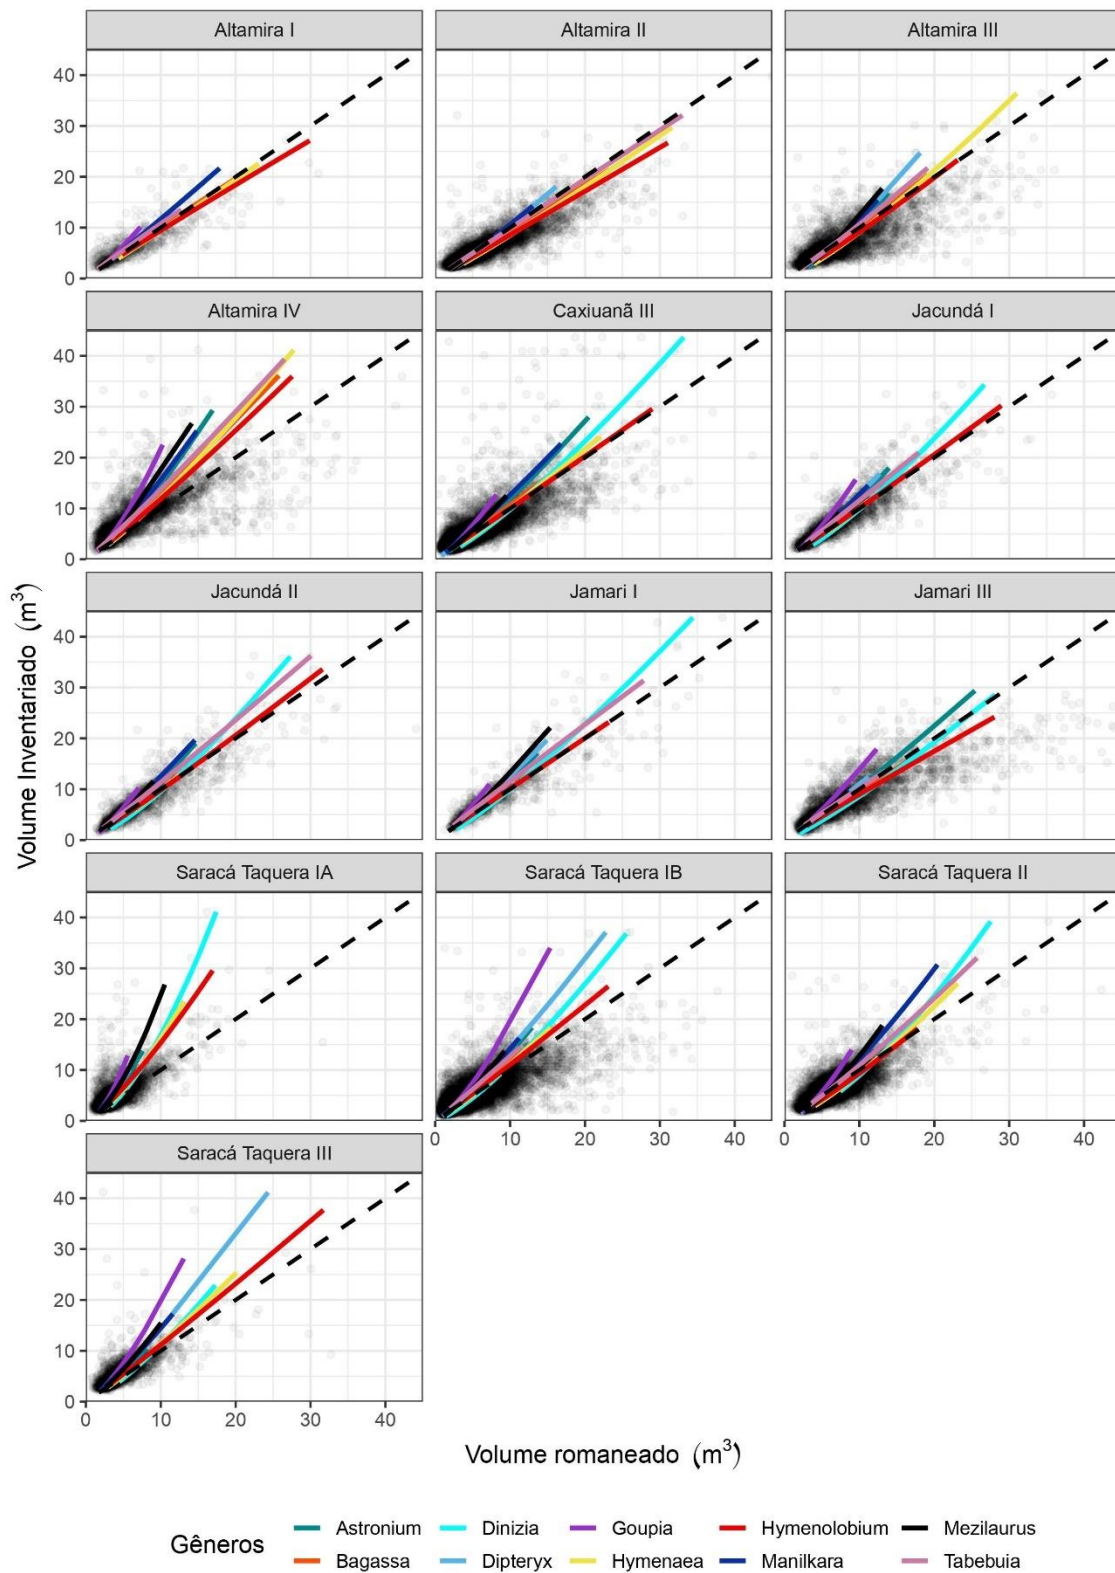 Altamira I
Altamira II
Altamira III
40
30
20
10
0
Altamira IV
Caxiuanã III
Jacundá I
40
30
20
10
0
Jacundá II
Jamari I
Jamari III
40
30
20
10
0
Saracá Taquera IA
Saracá Taquera IB
Saracá Taquera II
40
30
20
10
0
0 10 20 30 40
0 10 20 30 40
Saracá Taquera III
40
30
20
10
0
0 10 20 30 40
Volume Inventariado (m³)
Volume romaneado (m³)
Gêneros
Astronium Dinizia Goupia Hymenolobium Mezilaurus
Bagassa Dipteryx Hymenaea Manilkara Tabebuia